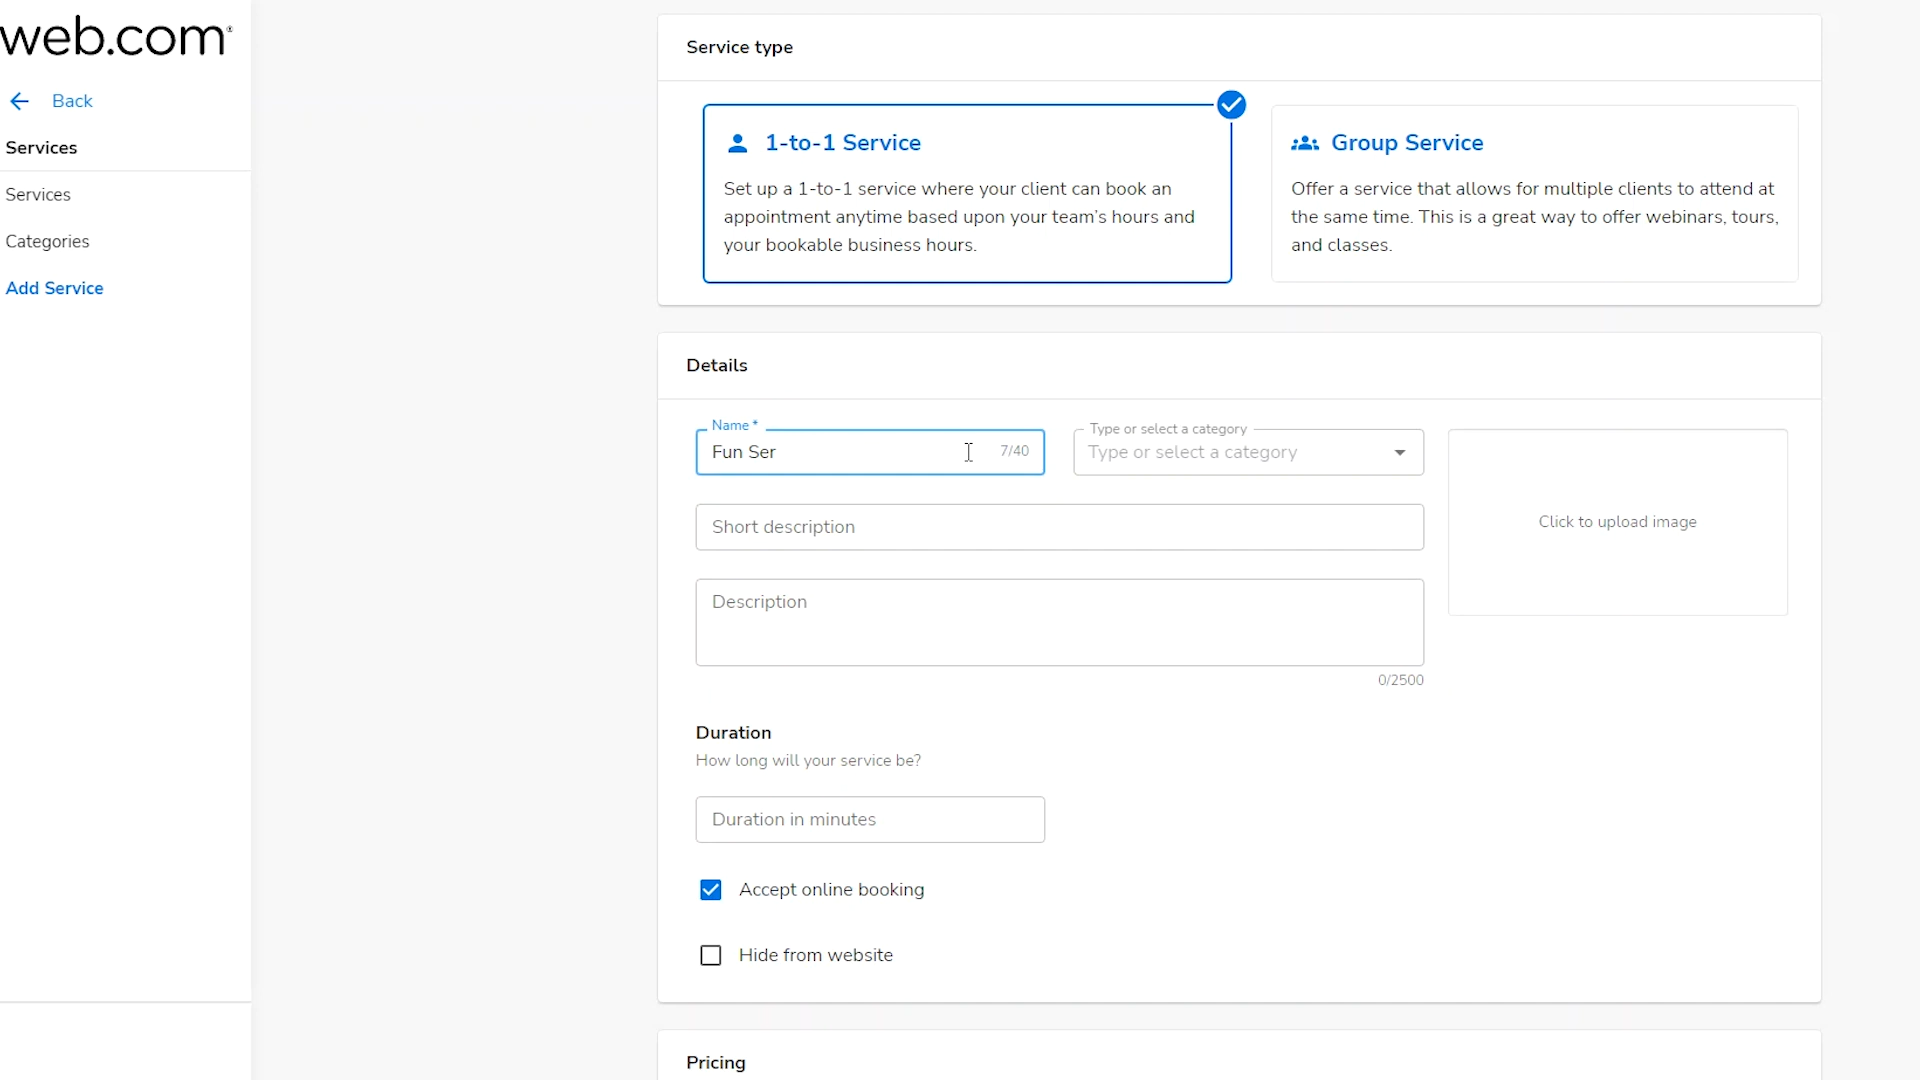 web.com®
Back
Services
Services
Categories
Add Service
Service type
1-to-1 Service
Set up a 1-to-1 service where your client can book an
appointment anytime based upon your team’s hours and
your bookable business hours.
Group Service
Offer a service that allows for multiple clients to attend at
the same time. This is a great way to offer webinars, tours,
and classes.
Details
Name *
Fun Ser
7/40
Type or select a category
Type or select a category
Click to upload image
Short description
Description
0/2500
Duration
How long will your service be?
Duration in minutes
Accept online booking
Hide from website
Pricing